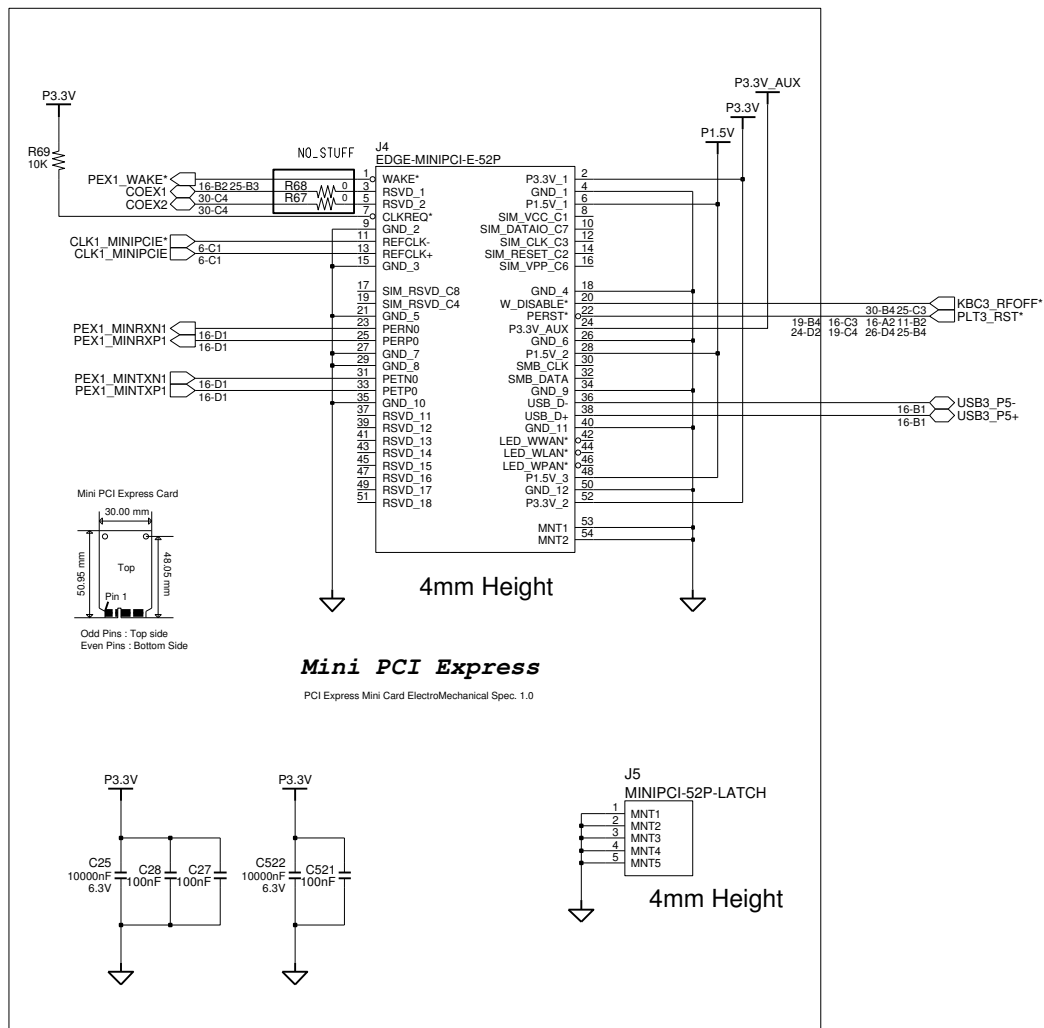 P3.3V_AUX
P3.3V
P3.3V
P1.5V
R69
10K
NO_STUFF
J4
EDGE-MINIPCI-E-52P
PEX1_WAKE* 16-B2 25-B3 1 WAKE* P3.3V_1 2
COEX1 30-C4 R68 0 3 RSVD_1 GND_1 4
COEX2 30-C4 R67 0 5 RSVD_2 P1.5V_1 6
7 CLKREQ* SIM_VCC_C1 8
9 GND_2 SIM_DATAIO_C7 10
CLK1_MINIPCIE* 6-C1 11 REFCLK- SIM_CLK_C3 12
CLK1_MINIPCIE 6-C1 13 REFCLK+ SIM_RESET_C2 14
15 GND_3 SIM_VPP_C6 16
17 SIM_RSVD_C8 GND_4 18
19 SIM_RSVD_C4 W_DISABLE* 20 30-B4 25-C3 KBC3_RFOFF*
21 GND_5 PERST* 22 19-B4 16-C3 16-A2 11-B2 PLT3_RST*
24-D2 19-C4 26-D4 25-B4
PEX1_MINRXN1 16-D1 23 PERN0 P3.3V_AUX 24
PEX1_MINRXP1 16-D1 25 PERP0 GND_6 26
27 GND_7 P1.5V_2 28
29 GND_8 SMB_CLK 30
PEX1_MINTXN1 16-D1 31 PETN0 SMB_DATA 32
PEX1_MINTXP1 16-D1 33 PETP0 GND_9 34
35 GND_10 USB_D- 36 16-B1 USB3_P5-
37 RSVD_11 USB_D+ 38 16-B1 USB3_P5+
39 RSVD_12 GND_11 40
41 RSVD_13 LED_WWAN* 42
43 RSVD_14 LED_WLAN* 44
45 RSVD_15 LED_WPAN* 46
47 RSVD_16 P1.5V_3 48
49 RSVD_17 GND_12 50
51 RSVD_18 P3.3V_2 52
MNT1 53
MNT2 54
4mm Height
Mini PCI Express Card
30.00 mm
50.95 mm
48.05 mm
Top
Pin 1
Odd Pins : Top side
Even Pins : Bottom Side
Mini PCI Express
PCI Express Mini Card ElectroMechanical Spec. 1.0
P3.3V
C25
10000nF
6.3V
C28
100nF
C27
100nF
P3.3V
C522
10000nF
6.3V
C521
100nF
J5
MINIPCI-52P-LATCH
1 MNT1
2 MNT2
3 MNT3
4 MNT4
5 MNT5
4mm Height